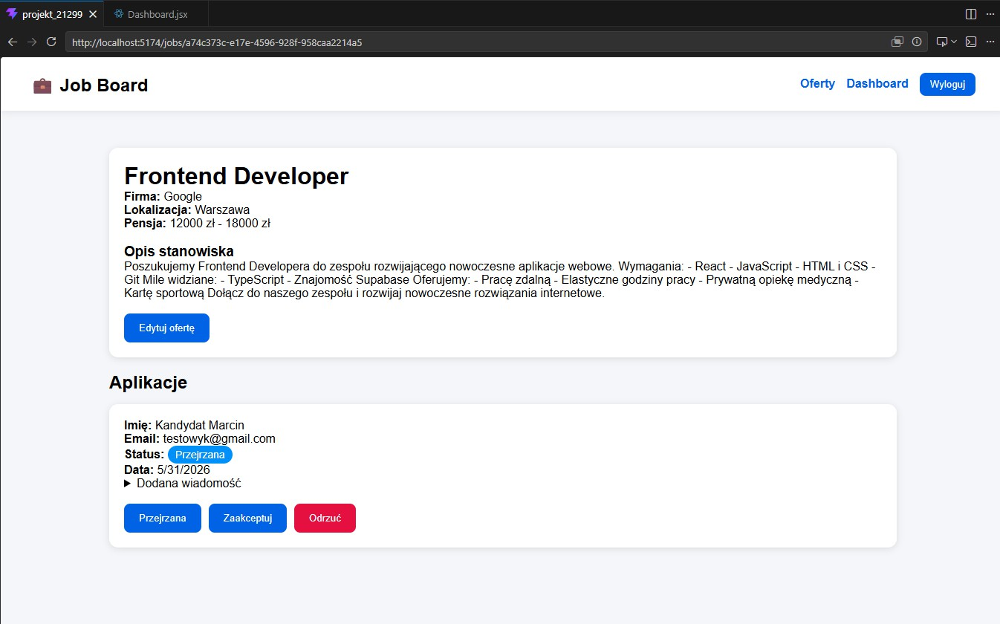 projekt_21299
Dashboard.jsx
http://localhost:5174/jobs/a74c373c-e17e-4596-928f-958caa2214a5
Job Board
Oferty
Dashboard
Wyloguj
Frontend Developer
Firma: Google
Lokalizacja: Warszawa
Pensja: 12000 zł - 18000 zł
Opis stanowiska
Poszukujemy Frontend Developera do zespołu rozwijającego nowoczesne aplikacje webowe. Wymagania: - React - JavaScript - HTML i CSS -
Git Mile widziane: - TypeScript - Znajomość Supabase Oferujemy: - Pracę zdalną - Elastyczne godziny pracy - Prywatną opiekę medyczną -
Kartę sportową Dołącz do naszego zespołu i rozwijaj nowoczesne rozwiązania internetowe.
Edytuj ofertę
Aplikacje
Imię: Kandydat Marcin
Email: testowyk@gmail.com
Status: Przejrzana
Data: 5/31/2026
Dodana wiadomość
Przejrzana
Zaakceptuj
Odrzuć